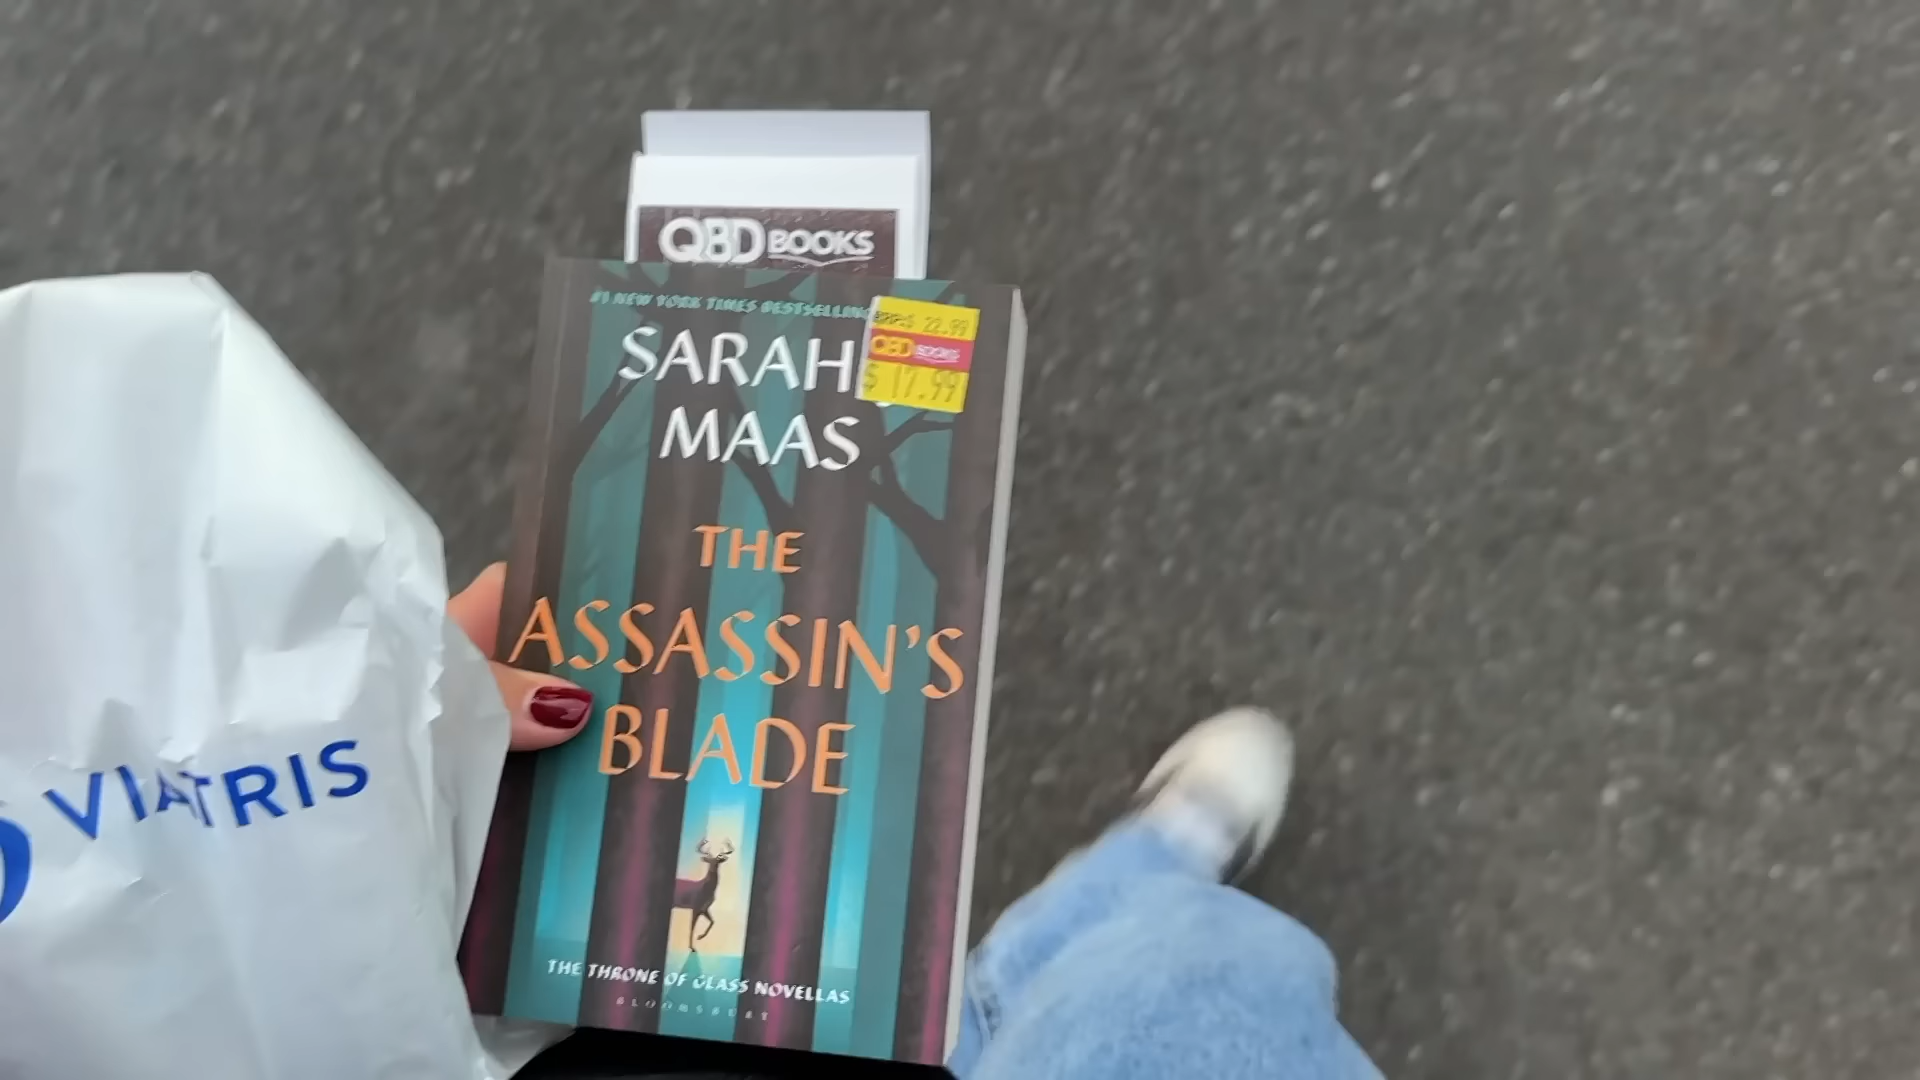 QBD BOOKS
#1 NEW YORK TIMES BESTSELLING
RRP$ 22.99
QBD BOOKS
$ 17.99
SARAH
MAAS
THE
ASSASSIN'S
BLADE
THE THRONE OF GLASS NOVELLAS
BLOOMSBURY
VIATRIS